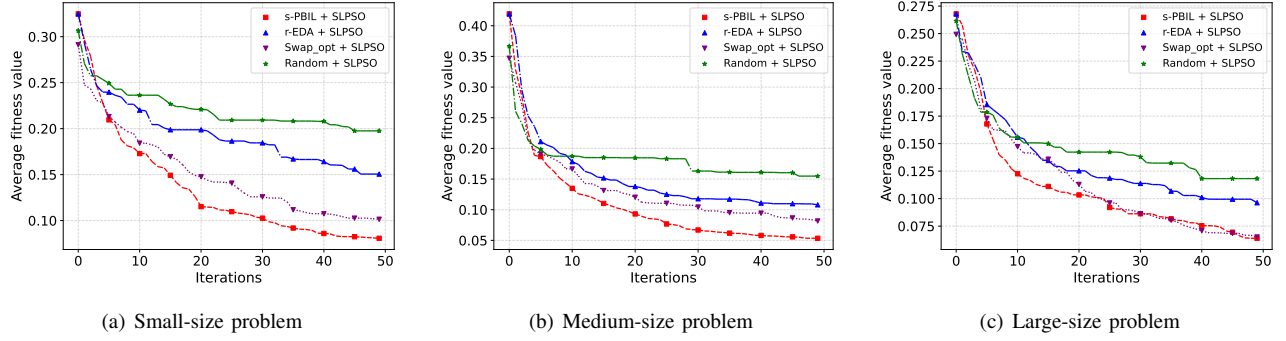 Average fitness value
0.30
0.25
0.20
0.15
0.10
0
10
20
30
40
50
Iterations
s-PBIL + SLPSO
r-EDA + SLPSO
Swap_opt + SLPSO
Random + SLPSO
(a) Small-size problem
Average fitness value
0.40
0.35
0.30
0.25
0.20
0.15
0.10
0.05
0
10
20
30
40
50
Iterations
s-PBIL + SLPSO
r-EDA + SLPSO
Swap_opt + SLPSO
Random + SLPSO
(b) Medium-size problem
Average fitness value
0.275
0.250
0.225
0.200
0.175
0.150
0.125
0.100
0.075
0
10
20
30
40
50
Iterations
s-PBIL + SLPSO
r-EDA + SLPSO
Swap_opt + SLPSO
Random + SLPSO
(c) Large-size problem